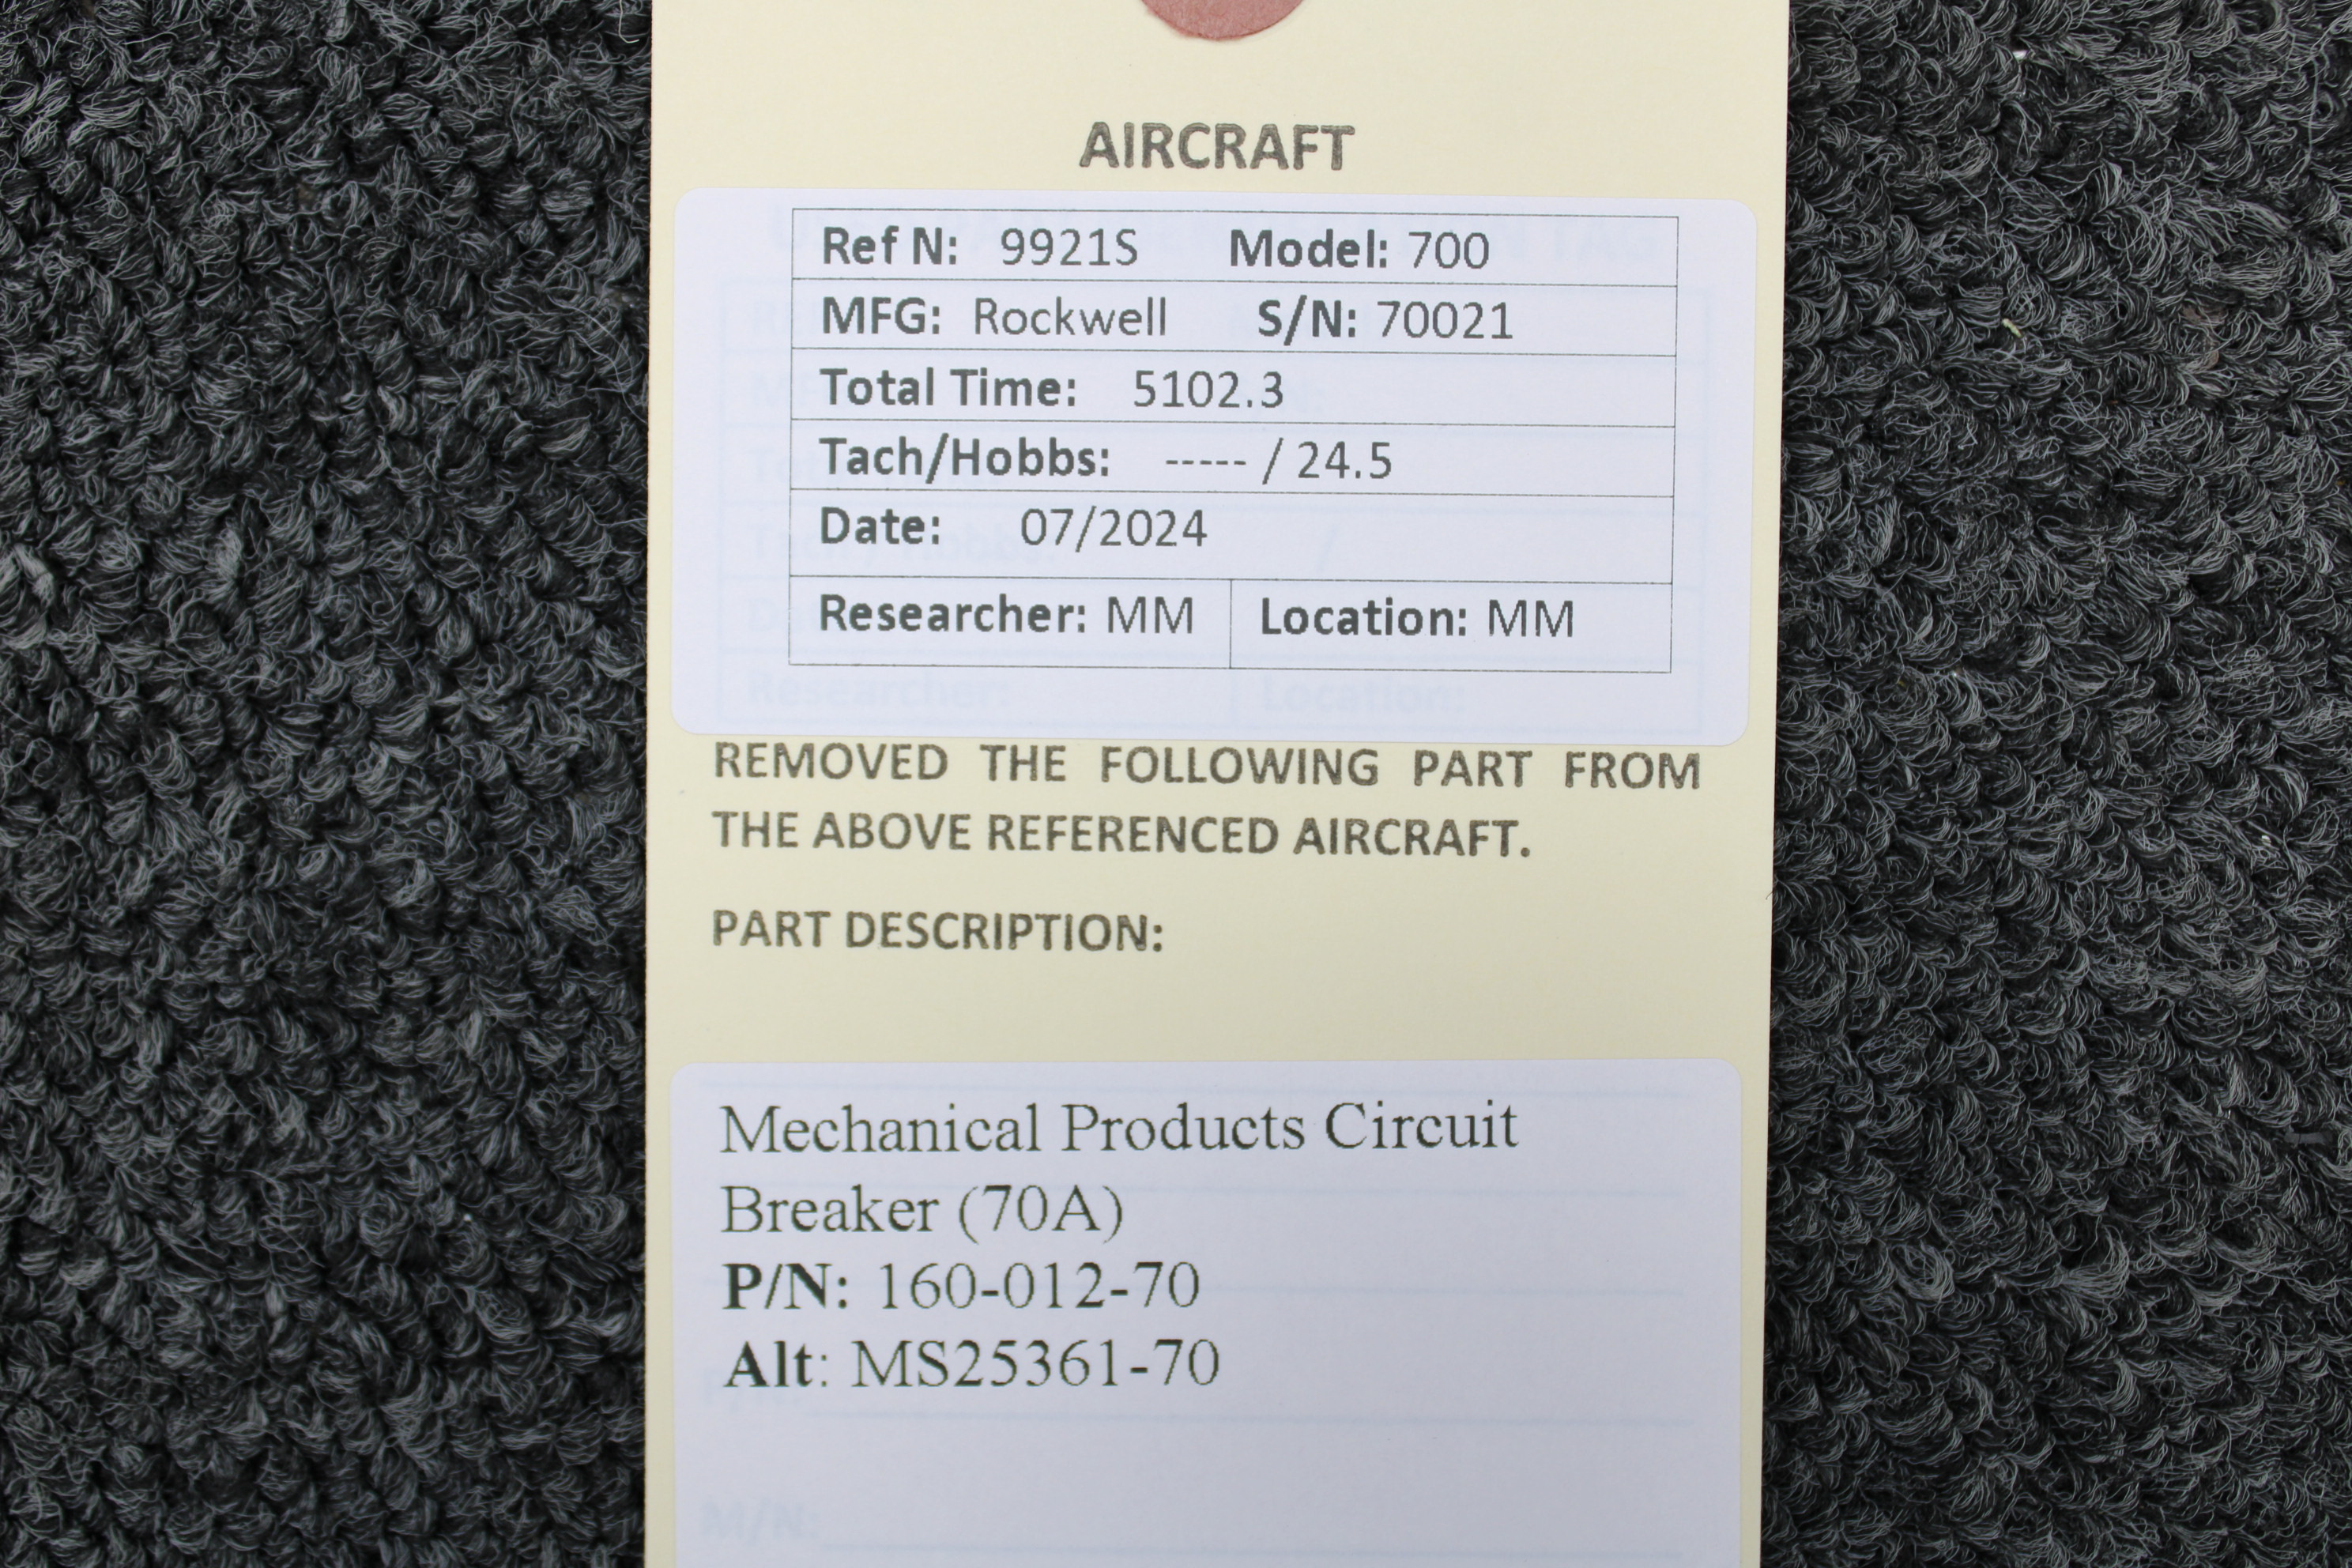 AIRCRAFT
Ref N: 9921S Model: 700
MFG: Rockwell S/N: 70021
Total Time: 5102.3
Tach/Hobbs: ----- / 24.5
Date: 07/2024
Researcher: MM Location: MM
Researcher: Location:
REMOVED THE FOLLOWING PART FROM
THE ABOVE REFERENCED AIRCRAFT.
PART DESCRIPTION:
Mechanical Products Circuit
Breaker (70A)
P/N: 160-012-70
Alt: MS25361-70
M/N: